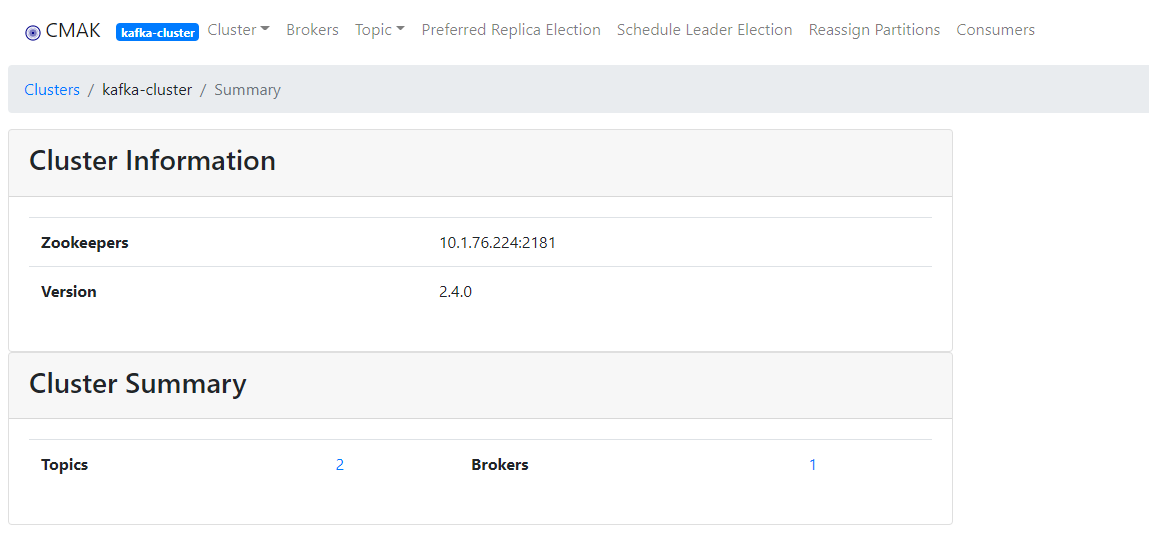 CMAK kafka-cluster Cluster Brokers Topic Preferred Replica Election Schedule Leader Election Reassign Partitions Consumers
Clusters / kafka-cluster / Summary
Cluster Information
Zookeepers 10.1.76.224:2181
Version 2.4.0
Cluster Summary
Topics 2 Brokers 1